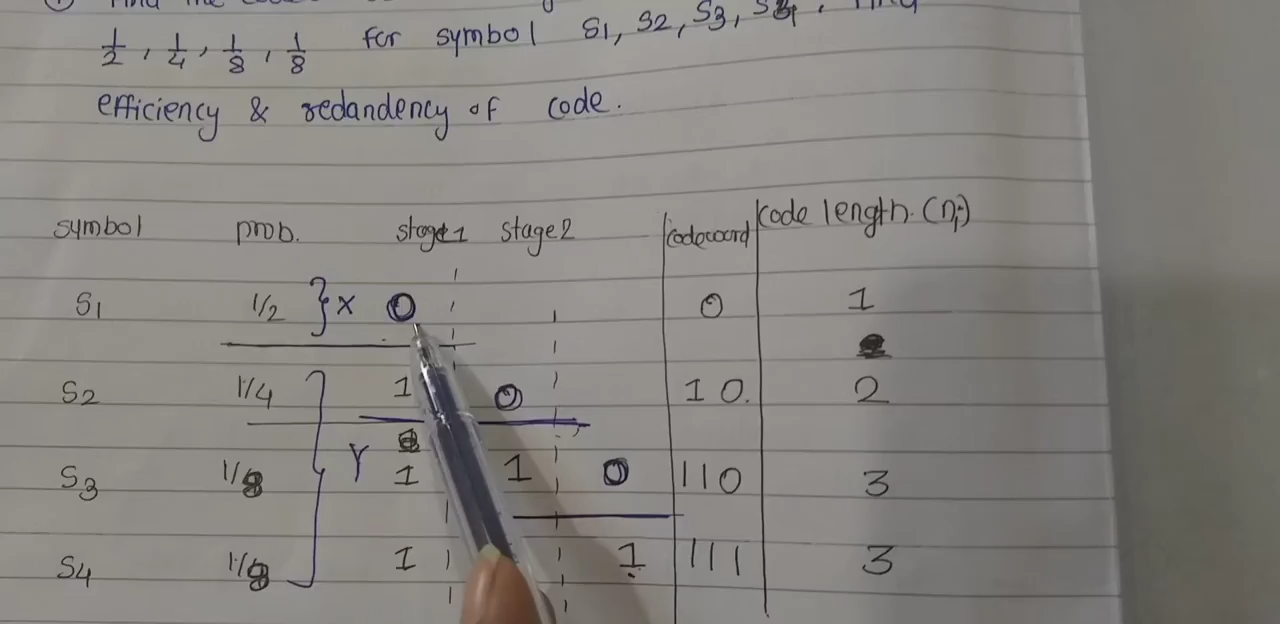 1/2, 1/4, 1/8, 1/8 for symbol S1, S2, S3, S4,
efficiency & redandency of code.
symbol prob. stage1 stage2 codeword code length (ni)
S1 1/2 } x 0 0 1
S2 1/4 1 0 10. 2
S3 1/8 Y 1 1 0 110 3
S4 1/8 1 1 111 3